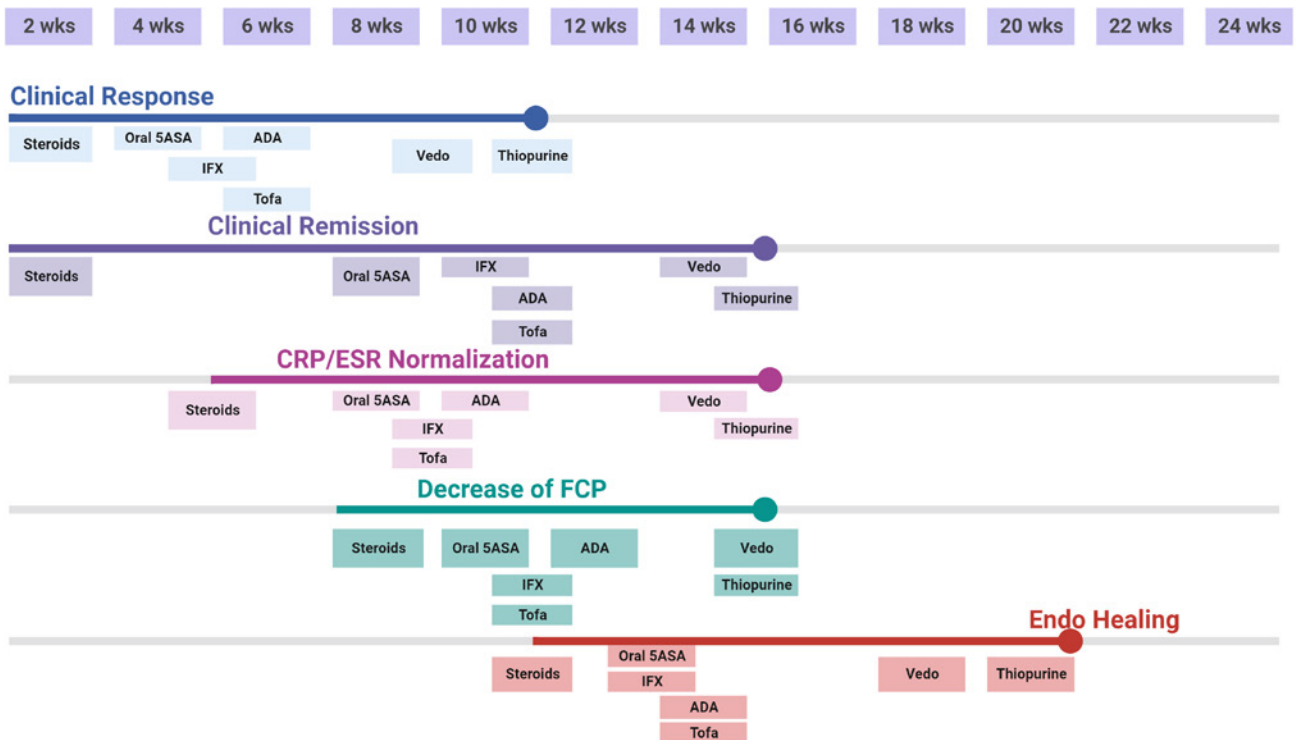 2 wks 4 wks 6 wks 8 wks 10 wks 12 wks 14 wks 16 wks 18 wks 20 wks 22 wks 24 wks
Clinical Response
Steroids Oral 5ASA ADA Vedo Thiopurine
IFX
Tofa
Clinical Remission
Steroids Oral 5ASA IFX Vedo
ADA Thiopurine
Tofa
CRP/ESR Normalization
Steroids Oral 5ASA ADA Vedo
IFX Thiopurine
Tofa
Decrease of FCP
Steroids Oral 5ASA ADA Vedo
IFX Thiopurine
Tofa
Endo Healing
Oral 5ASA
Steroids IFX Vedo Thiopurine
ADA
Tofa